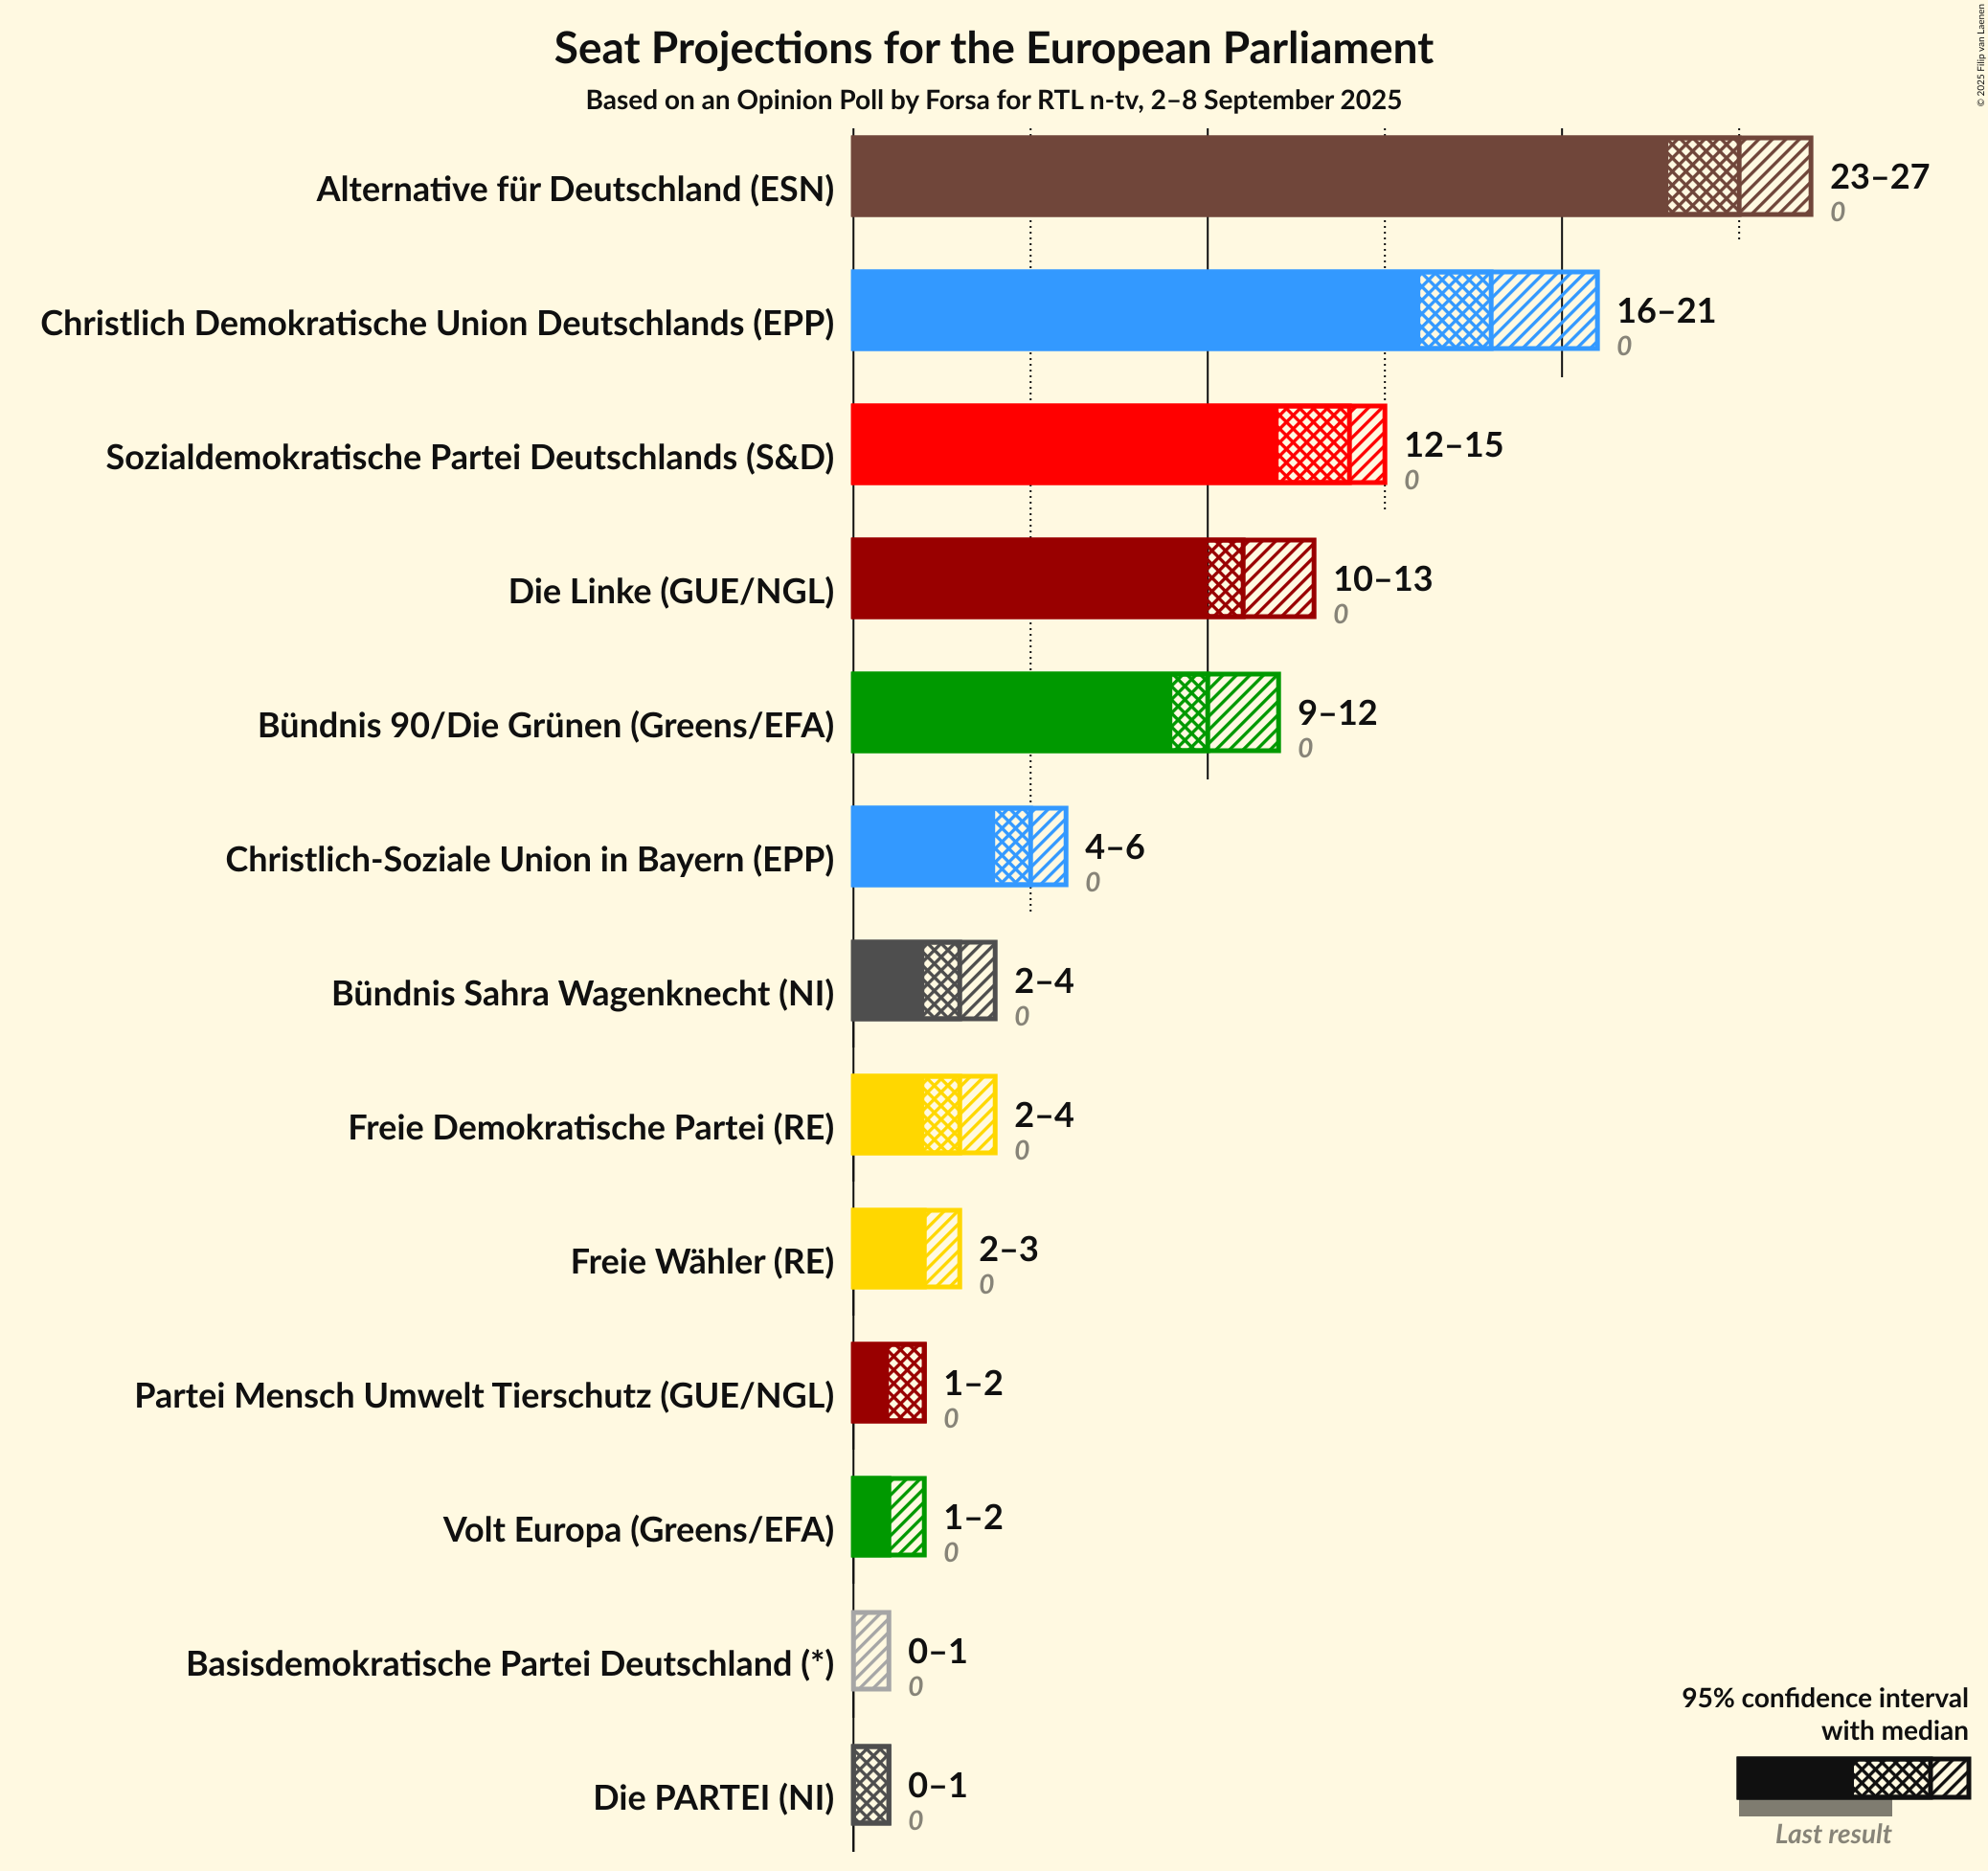 Seat Projections for the European Parliament
Based on an Opinion Poll by Forsa for RTL n-tv, 2–8 September 2025
© 2025 Filip van Laenen
Alternative für Deutschland (ESN)
23–27
0
Christlich Demokratische Union Deutschlands (EPP)
16–21
0
Sozialdemokratische Partei Deutschlands (S&D)
12–15
0
Die Linke (GUE/NGL)
10–13
0
Bündnis 90/Die Grünen (Greens/EFA)
9–12
0
Christlich-Soziale Union in Bayern (EPP)
4–6
0
Bündnis Sahra Wagenknecht (NI)
2–4
0
Freie Demokratische Partei (RE)
2–4
0
Freie Wähler (RE)
2–3
0
Partei Mensch Umwelt Tierschutz (GUE/NGL)
1–2
0
Volt Europa (Greens/EFA)
1–2
0
Basisdemokratische Partei Deutschland (*)
0–1
0
Die PARTEI (NI)
0–1
0
95% confidence interval
with median
Last result